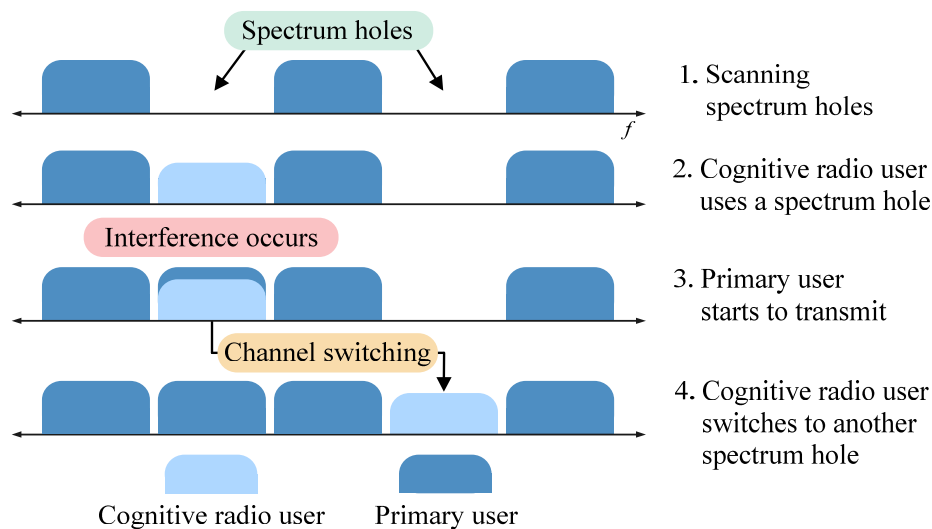 Spectrum holes
1. Scanning
spectrum holes
f
2. Cognitive radio user
uses a spectrum hole
Interference occurs
3. Primary user
starts to transmit
Channel switching
4. Cognitive radio user
switches to another
spectrum hole
Cognitive radio user
Primary user